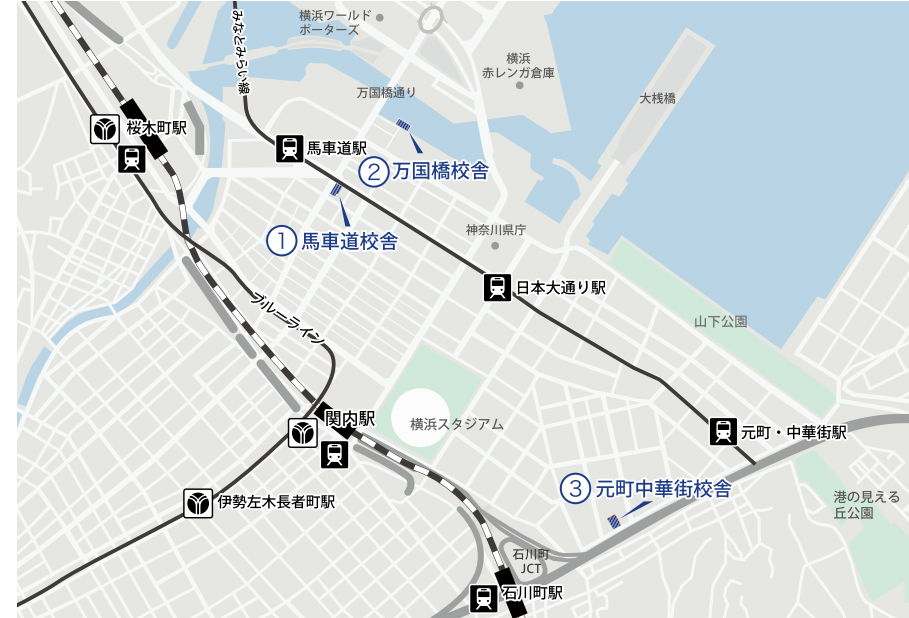 みなとみらい線
横浜ワールド
ポーターズ
横浜
赤レンガ倉庫
万国橋通り
大桟橋
桜木町駅
馬車道駅
② 万国橋校舎
① 馬車道校舎
神奈川県庁
日本大通り駅
ブルーライン
山下公園
関内駅
横浜スタジアム
元町・中華街駅
③ 元町中華街校舎
伊勢左木長者町駅
港の見える
丘公園
石川町
JCT
石川町駅